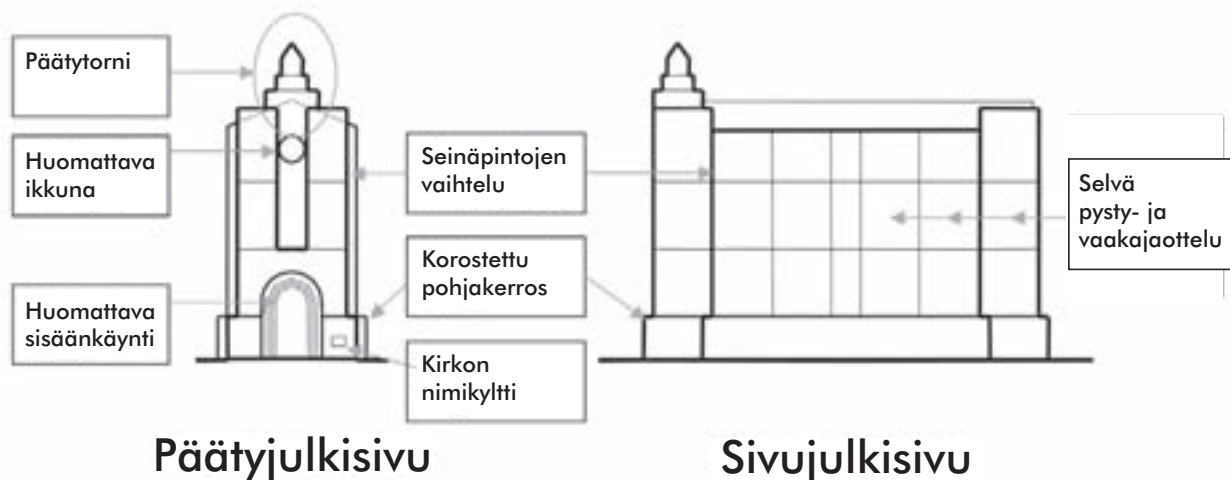 Päätytorni
Huomattava
ikkuna
Huomattava
sisäänkäynti
Seinäpintojen
vaihtelu
Korostettu
pohjakerros
Kirkon
nimikyltti
Selvä
pysty- ja
vaakajaottelu
Päätyjulkisivu
Sivujulkisivu